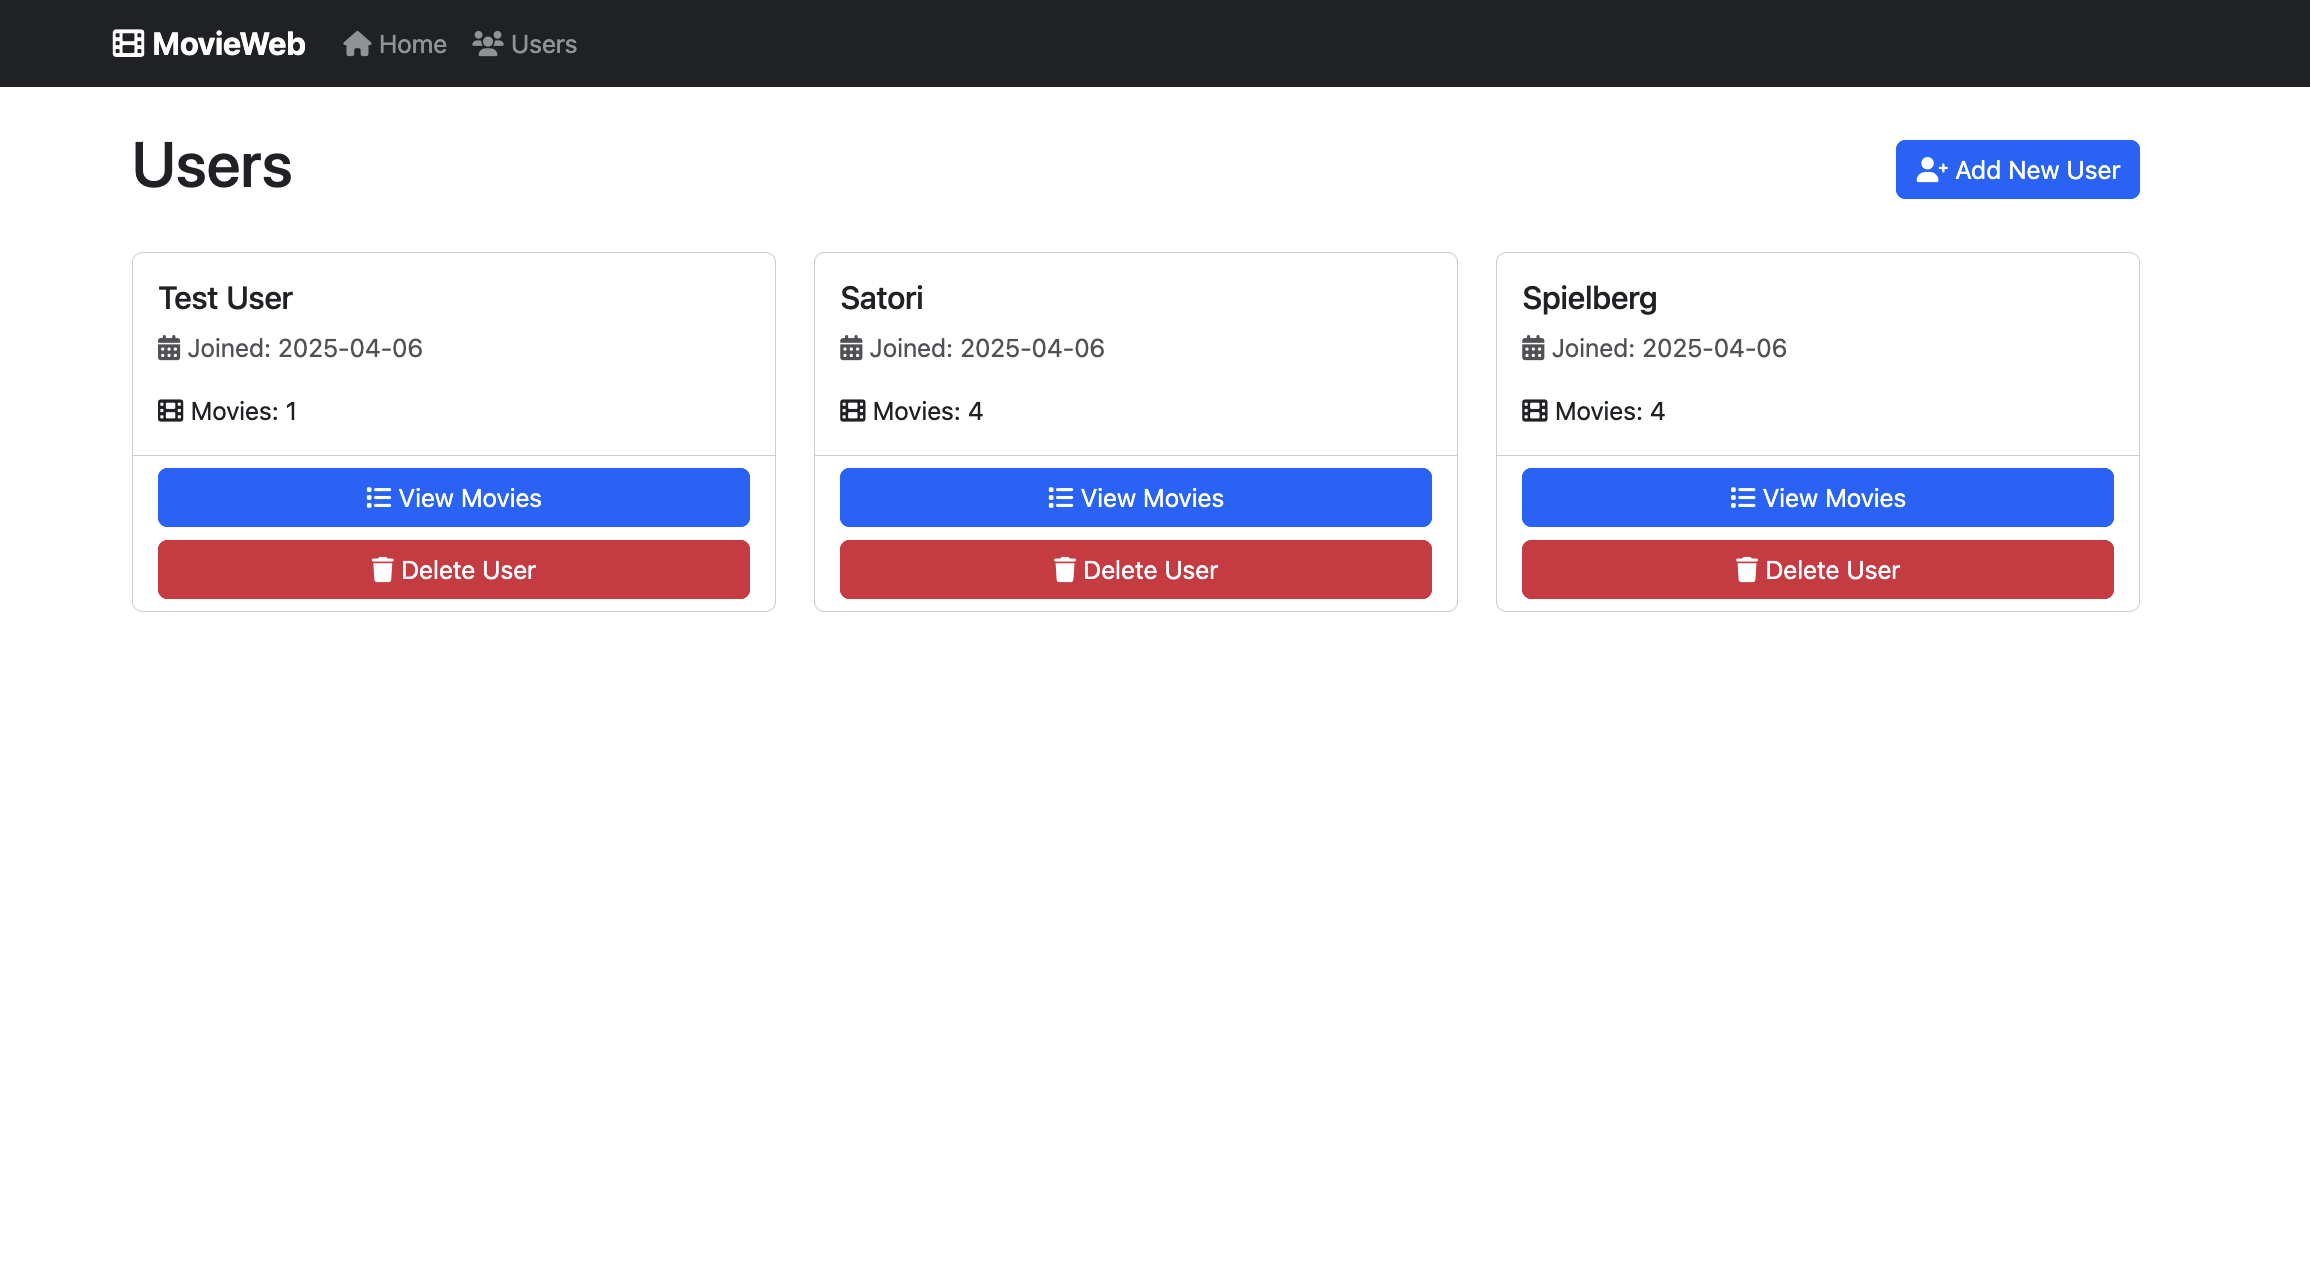 MovieWeb Home Users
Users
Add New User
Test User
Joined: 2025-04-06
Movies: 1
View Movies
Delete User
Satori
Joined: 2025-04-06
Movies: 4
View Movies
Delete User
Spielberg
Joined: 2025-04-06
Movies: 4
View Movies
Delete User